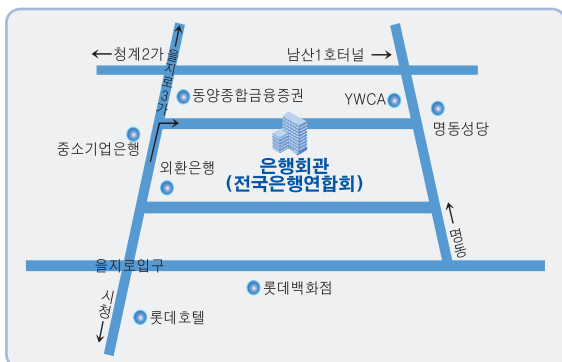 청계2가
남산1호터널
을지로3가
동양종합금융증권
YWCA
명동성당
중소기업은행
외환은행
은행회관
(전국은행연합회)
명동
을지로입구
시청
롯데백화점
롯데호텔